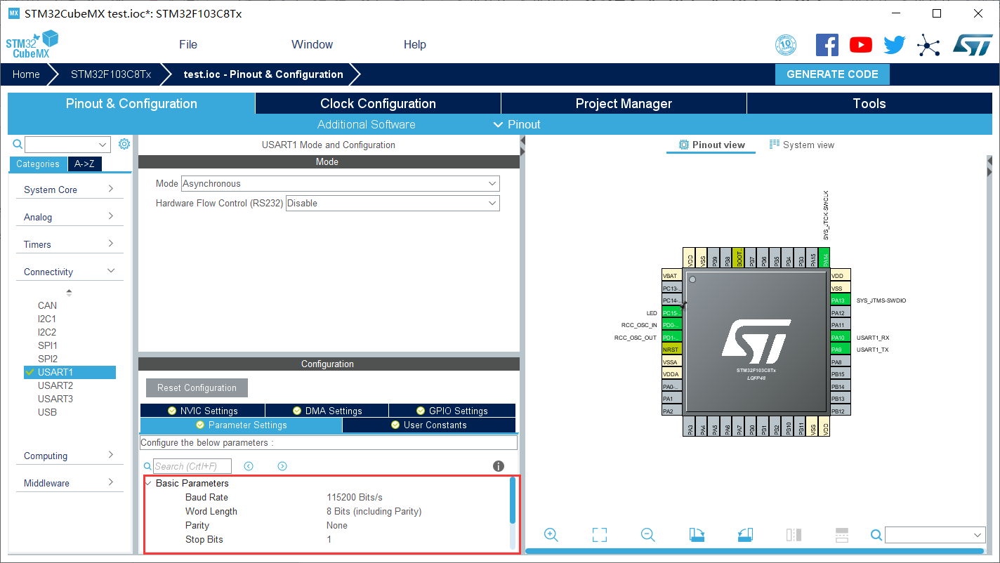 MX STM32CubeMX test.ioc*: STM32F103C8Tx
STM32 CubeMX
File Window Help
10
ST
Home STM32F103C8Tx test.ioc - Pinout & Configuration GENERATE CODE
Pinout & Configuration Clock Configuration Project Manager Tools
Additional Software Pinout
Categories A->Z
System Core
Analog
Timers
Connectivity
CAN
I2C1
I2C2
SPI1
SPI2
USART1
USART2
USART3
USB
Computing
Middleware
USART1 Mode and Configuration
Mode
Mode Asynchronous
Hardware Flow Control (RS232) Disable
Configuration
Reset Configuration
NVIC Settings DMA Settings GPIO Settings
Parameter Settings User Constants
Configure the below parameters :
Search (Crtl+F)
Basic Parameters
Baud Rate 115200 Bits/s
Word Length 8 Bits (including Parity)
Parity None
Stop Bits 1
Pinout view System view
SYS_JTCK-SWCLK
VDD VSS PB9 PB8 BOOT.. PB7 PB6 PB5 PB4 PB3 PA15 PA14
VBAT VDD
PC13-.. VSS
PC14-.. PA13 SYS_JTMS-SWDIO
LED PC15-.. PA12
RCC_OSC_IN PD0-.. PA11
RCC_OSC_OUT PD1-.. PA10 USART1_RX
NRST PA9 USART1_TX
VSSA PA8
VDDA PB15
PA0-.. PB14
PA1 PB13
PA2 PB12
ST
STM32F103C8Tx
LQFP48
PA3 PA4 PA5 PA6 PA7 PB0 PB1 PB2 PB10 PB11 VSS VDD